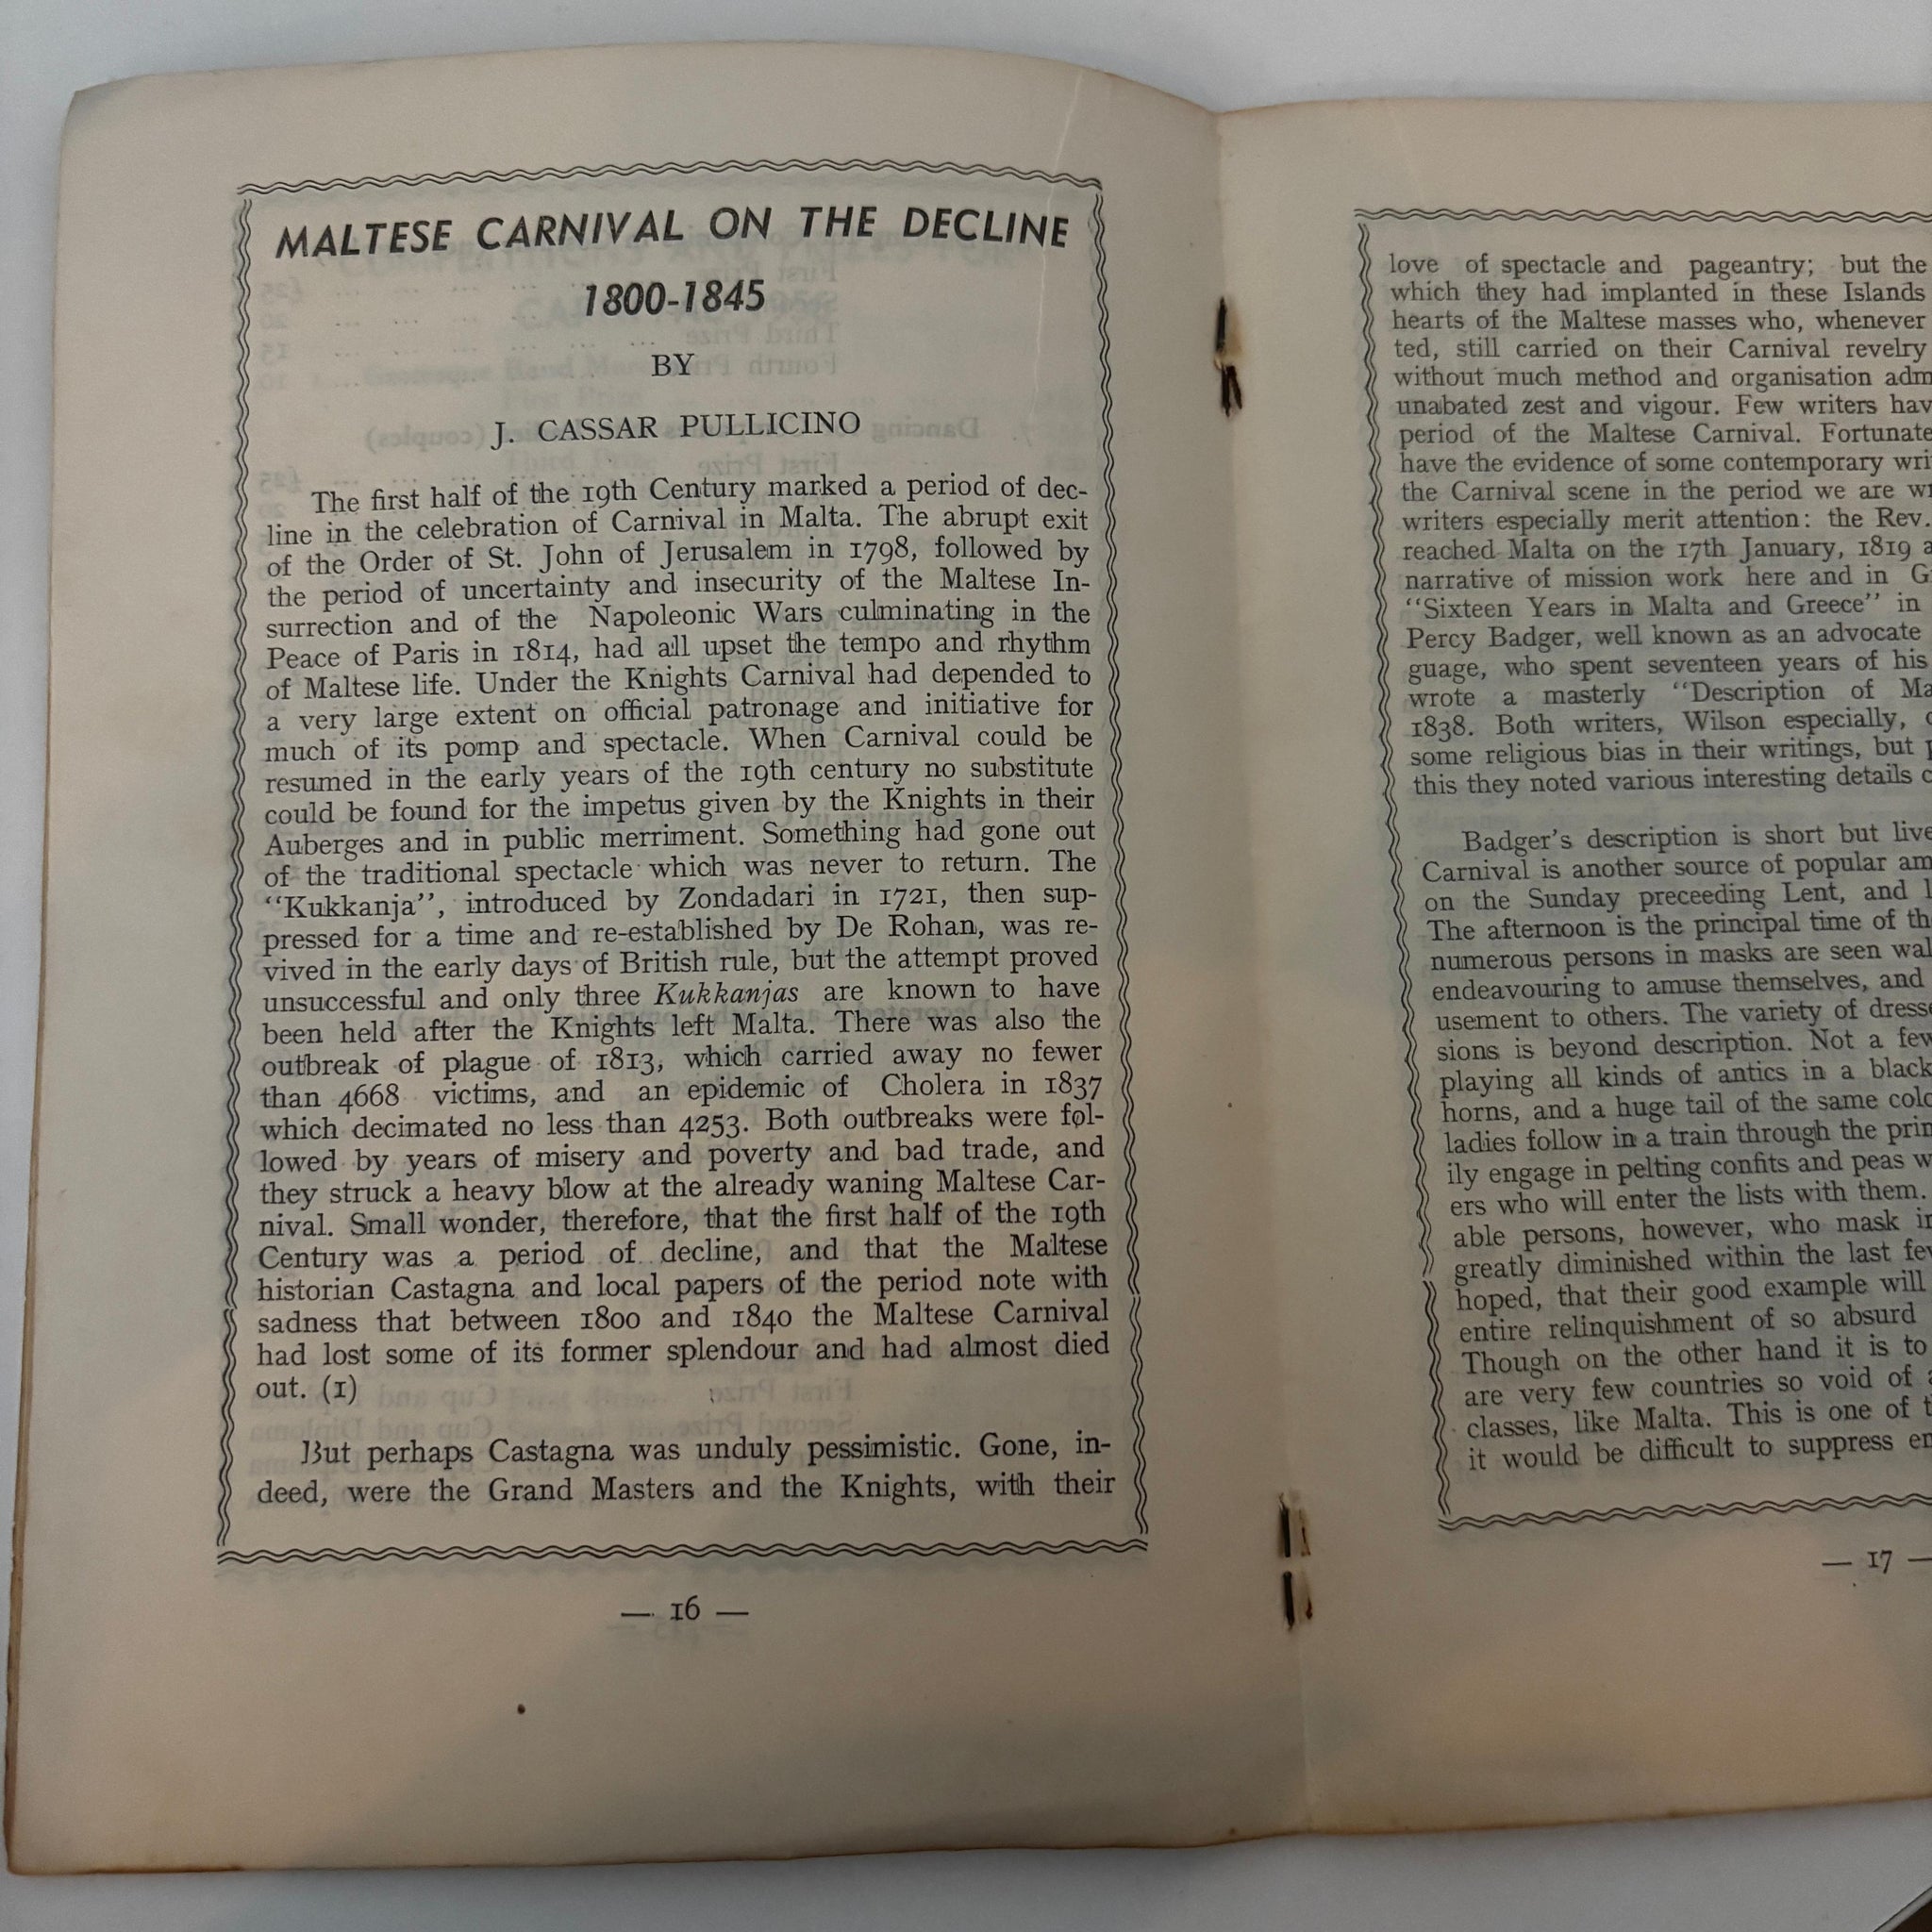 MALTESE CARNIVAL ON THE DECLINE
1800-1845
BY
J. CASSAR PULLICINO
The first half of the 19th Century marked a period of dec-
line in the celebration of Carnival in Malta. The abrupt exit
of the Order of St. John of Jerusalem in 1798, followed by
the period of uncertainty and insecurity of the Maltese In-
surrection and of the Napoleonic Wars culminating in the
Peace of Paris in 1814, had all upset the tempo and rhythm
of Maltese life. Under the Knights Carnival had depended to
a very large extent on official patronage and initiative for
much of its pomp and spectacle. When Carnival could be
resumed in the early years of the 19th century no substitute
could be found for the impetus given by the Knights in their
Auberges and in public merriment. Something had gone out
of the traditional spectacle which was never to return. The
"Kukkanja", introduced by Zondadari in 1721, then sup-
pressed for a time and re-established by De Rohan, was re-
vived in the early days of British rule, but the attempt proved
unsuccessful and only three Kukkanjas are known to have
been held after the Knights left Malta. There was also the
outbreak of plague of 1813, which carried away no fewer
than 4668 victims, and an epidemic of Cholera in 1837
which decimated no less than 4253. Both outbreaks were fol-
lowed by years of misery and poverty and bad trade, and
they struck a heavy blow at the already waning Maltese Car-
nival. Small wonder, therefore, that the first half of the 19th
Century was a period of decline, and that the Maltese
historian Castagna and local papers of the period note with
sadness that between 1800 and 1840 the Maltese Carnival
had lost some of its former splendour and had almost died
out. (1)
But perhaps Castagna was unduly pessimistic. Gone, in-
deed, were the Grand Masters and the Knights, with their
— 16 —
love of spectacle and pageantry; but the
which they had implanted in these Islands
hearts of the Maltese masses who, whenever
ted, still carried on their Carnival revelry
without much method and organisation adm
unabated zest and vigour. Few writers hav
period of the Maltese Carnival. Fortunate
have the evidence of some contemporary wri
the Carnival scene in the period we are
writers especially merit attention: the Rev.
reached Malta on the 17th January, 1819 a
narrative of mission work here and in G
"Sixteen Years in Malta and Greece" in
Percy Badger, well known as an advocate
guage, who spent seventeen years of his
wrote a masterly "Description of Ma
1838. Both writers, Wilson especially,
some religious bias in their writings, but
this they noted various interesting details
Badger's description is short but live
Carnival is another source of popular am
on the Sunday preceeding Lent, and
The afternoon is the principal time of th
numerous persons in masks are seen wal
endeavouring to amuse themselves, and
usement to others. The variety of dress
sions is beyond description. Not a few
playing all kinds of antics in a black
horns, and a huge tail of the same colo
ladies follow in a train through the prin
ily engage in pelting confits and peas w
ers who will enter the lists with them.
able persons, however, who mask
greatly diminished within the last few
hoped, that their good example will
entire relinquishment of so absurd
Though on the other hand it is to
are very few countries so void of a
classes, like Malta. This is one of t
it would be difficult to suppress en
— 17 —